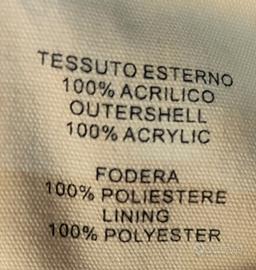 TESSUTO ESTERNO
100% ACRILICO
OUTERSHELL
100% ACRYLIC
FODERA
100% POLIESTERE
LINING
100% POLYESTER